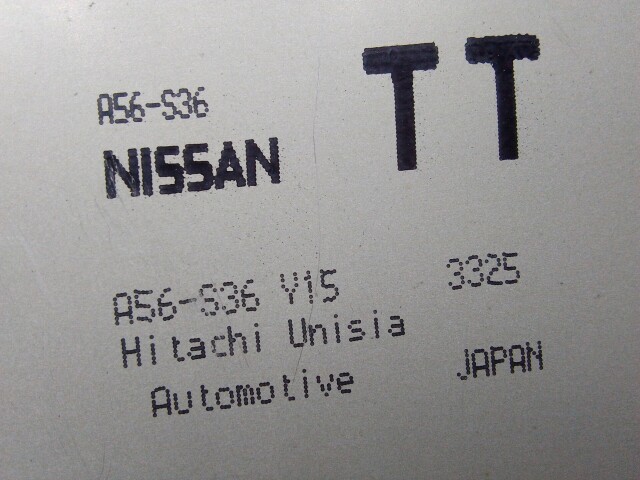 A56-S36 TT
NISSAN
A56-S36 Y15 3325
Hitachi Unisia
Automotive JAPAN